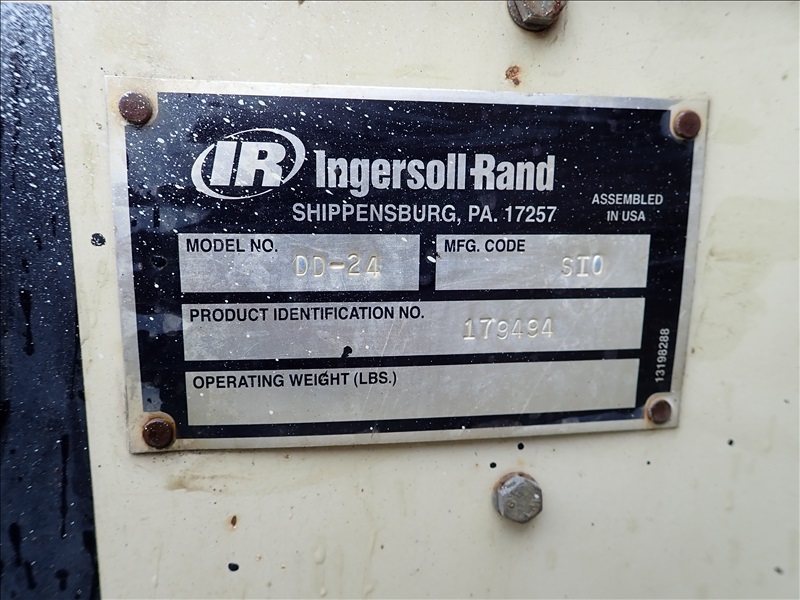 IR Ingersoll-Rand
SHIPPENSBURG, PA. 17257
ASSEMBLED
IN USA
MODEL NO. DD-24
MFG. CODE SIO
PRODUCT IDENTIFICATION NO. 179494
OPERATING WEIGHT (LBS.)
13198288